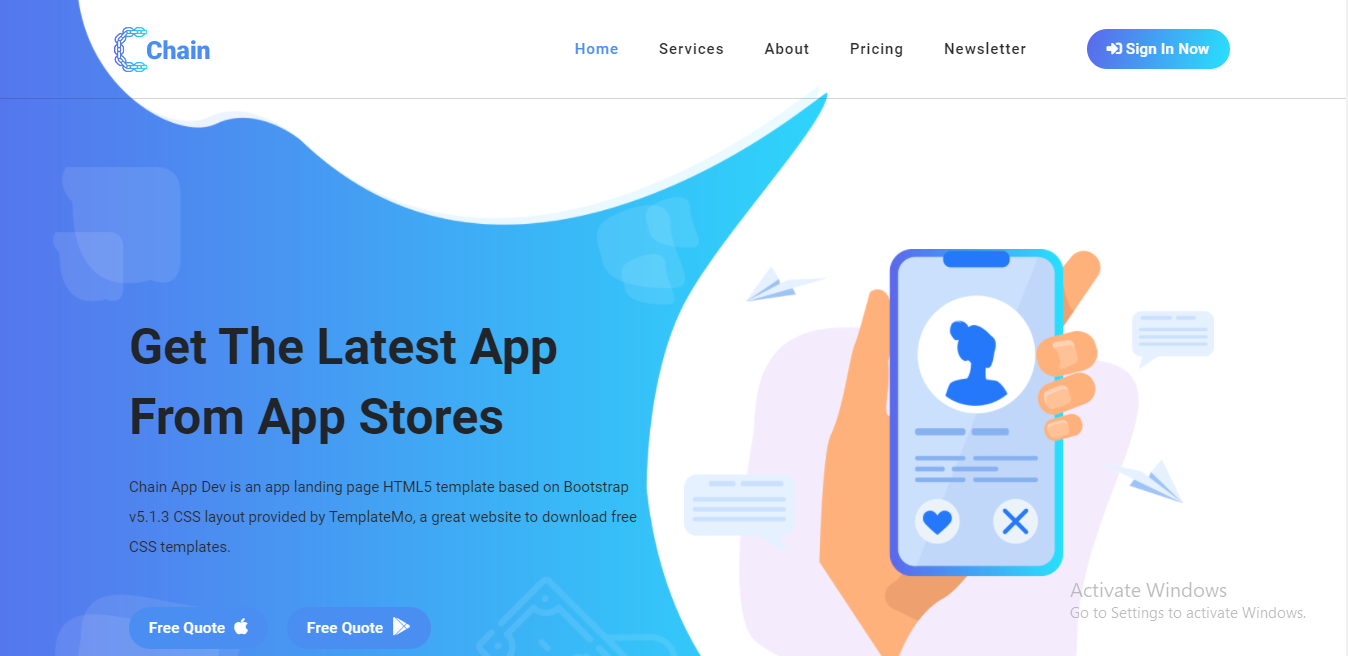 Chain
Home
Services
About
Pricing
Newsletter
Sign In Now
Get The Latest App
From App Stores
Chain App Dev is an app landing page HTML5 template based on Bootstrap
v5.1.3 CSS layout provided by TemplateMo, a great website to download free
CSS templates.
Free Quote
Free Quote
Activate Windows
Go to Settings to activate Windows.